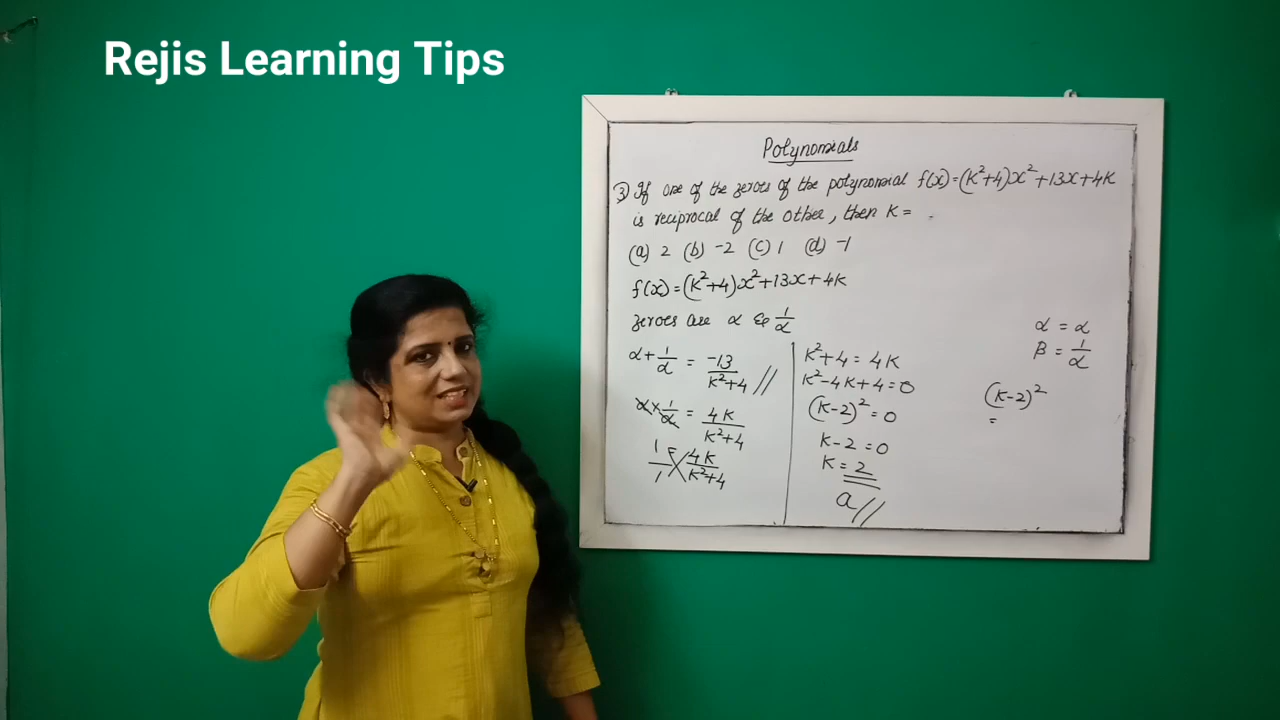 Rejis Learning Tips
Polynomials
3) If one of the zeros of the polynomial f(x)=(K²+4)x²+13x+4K
is reciprocal of the other, then K =
(a) 2 (b) -2 (c) 1 (d) -1
f(x)=(K²+4)x²+13x+4K
zeroes are α & 1/α
α+1/α = -13/K²+4 //
α×1/α = 4K/K²+4
1/1 = 4K/K²+4
K²+4 = 4K
K²-4K+4=0
(K-2)²=0
K-2=0
K=2
a //
α = α
β = 1/α
(K-2)²
=